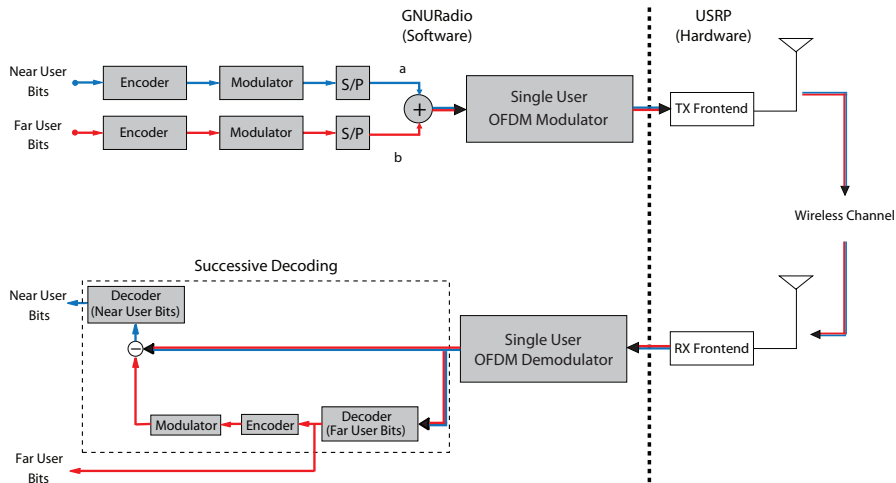 GNURadio
(Software)
USRP
(Hardware)
Near User
Bits
Encoder
Modulator
S/P
a
Far User
Bits
Encoder
Modulator
S/P
b
+
Single User
OFDM Modulator
TX Frontend
Wireless Channel
Successive Decoding
Near User
Bits
Decoder
(Near User Bits)
−
Single User
OFDM Demodulator
RX Frontend
Modulator
Encoder
Decoder
(Far User Bits)
Far User
Bits